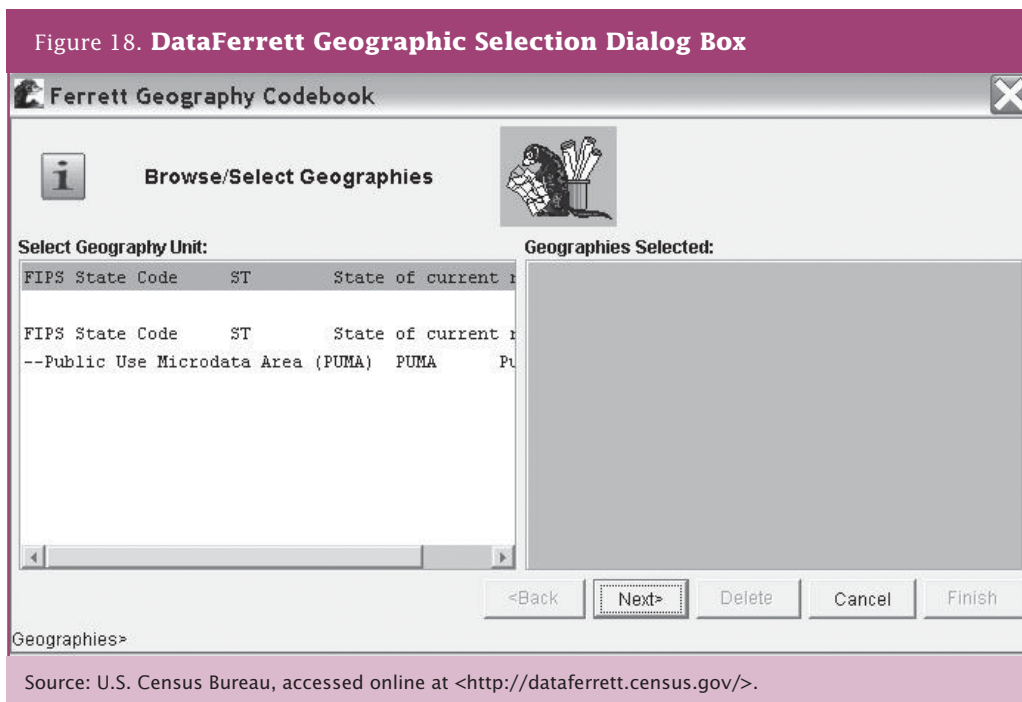 Figure 18. DataFerrett Geographic Selection Dialog Box
Ferrett Geography Codebook
i Browse/Select Geographies
Select Geography Unit: Geographies Selected:
FIPS State Code ST State of current
FIPS State Code ST State of current
--Public Use Microdata Area (PUMA) PUMA
<Back Next> Delete Cancel Finish
Geographies>
Source: U.S. Census Bureau, accessed online at <http://dataferrett.census.gov/>.